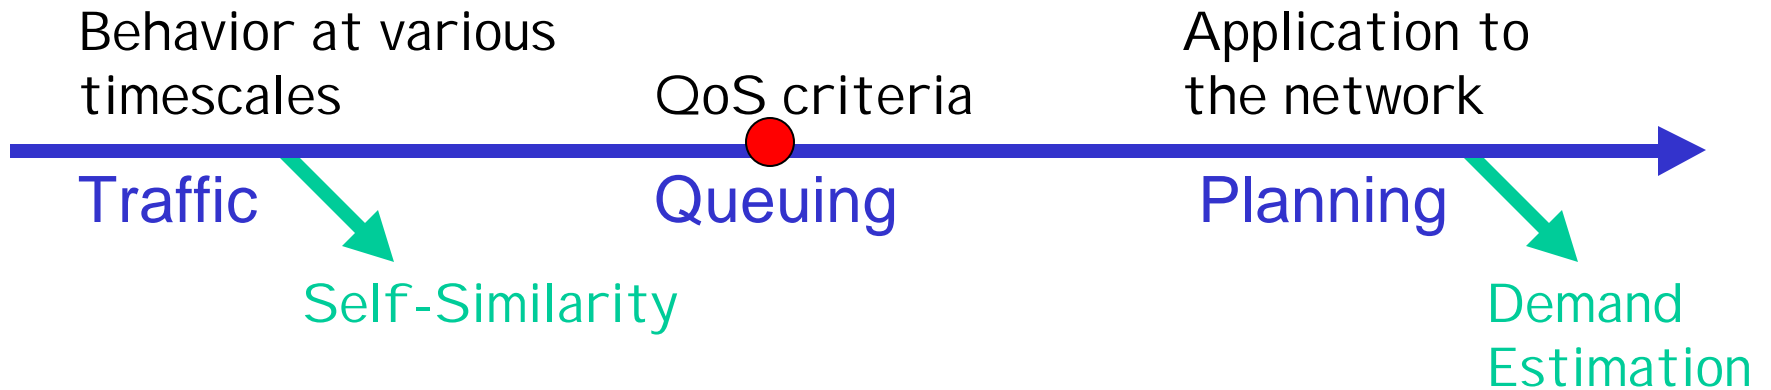 Behavior at various
timescales
QoS criteria
Application to
the network
Traffic
Queuing
Planning
Self-Similarity
Demand
Estimation